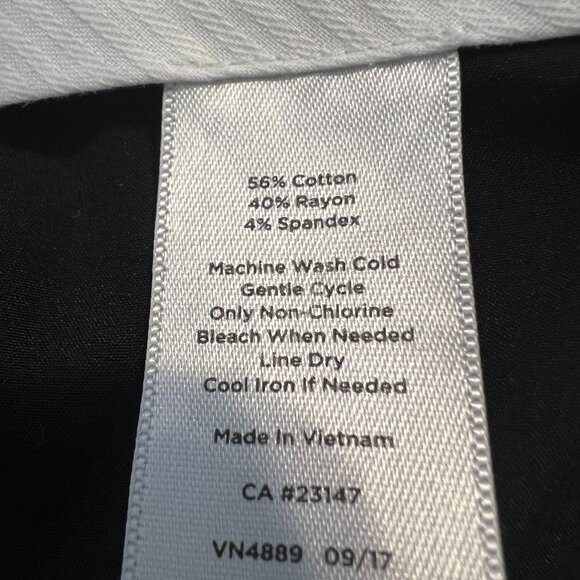 56% Cotton
40% Rayon
4% Spandex
Machine Wash Cold
Gentle Cycle
Only Non-Chlorine
Bleach When Needed
Line Dry
Cool Iron If Needed
Made In Vietnam
CA #23147
VN4889 09/17